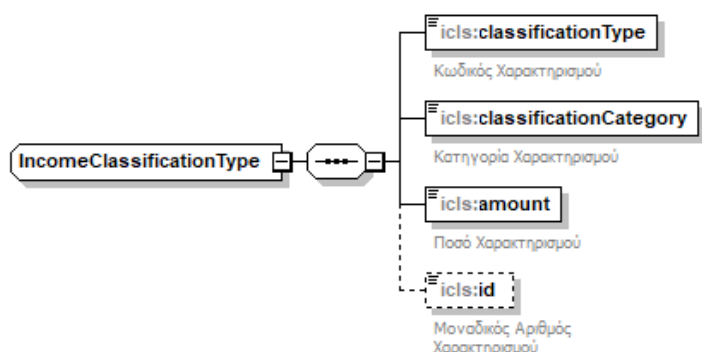 icls:classificationType
Κωδικός Χαρακτηρισμού
icls:classificationCategory
Κατηγορία Χαρακτηρισμού
IncomeClassificationType
icls:amount
Ποσό Χαρακτηρισμού
icls:id
Μοναδικός Αριθμός
Χαρακτηρισμού